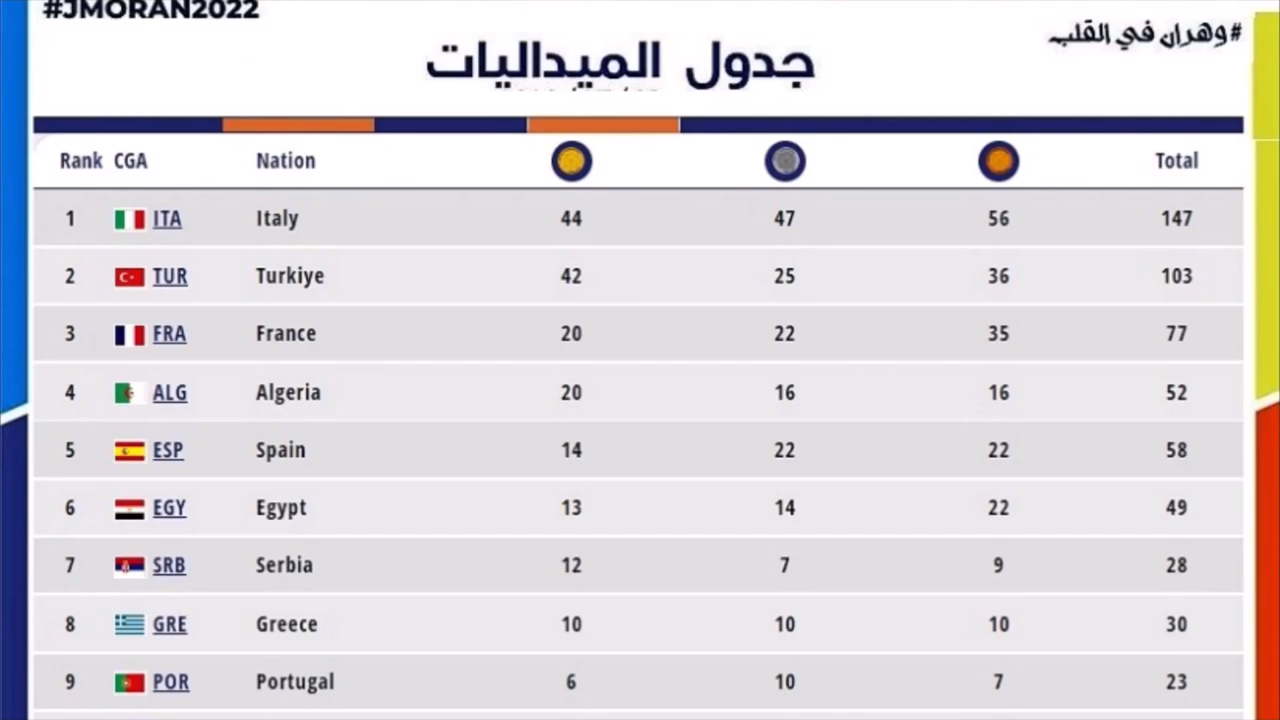 #JMORAN2022
#وهران في القلب
جدول الميداليات
Rank CGA Nation Total
1 ITA Italy 44 47 56 147
2 TUR Turkiye 42 25 36 103
3 FRA France 20 22 35 77
4 ALG Algeria 20 16 16 52
5 ESP Spain 14 22 22 58
6 EGY Egypt 13 14 22 49
7 SRB Serbia 12 7 9 28
8 GRE Greece 10 10 10 30
9 POR Portugal 6 10 7 23